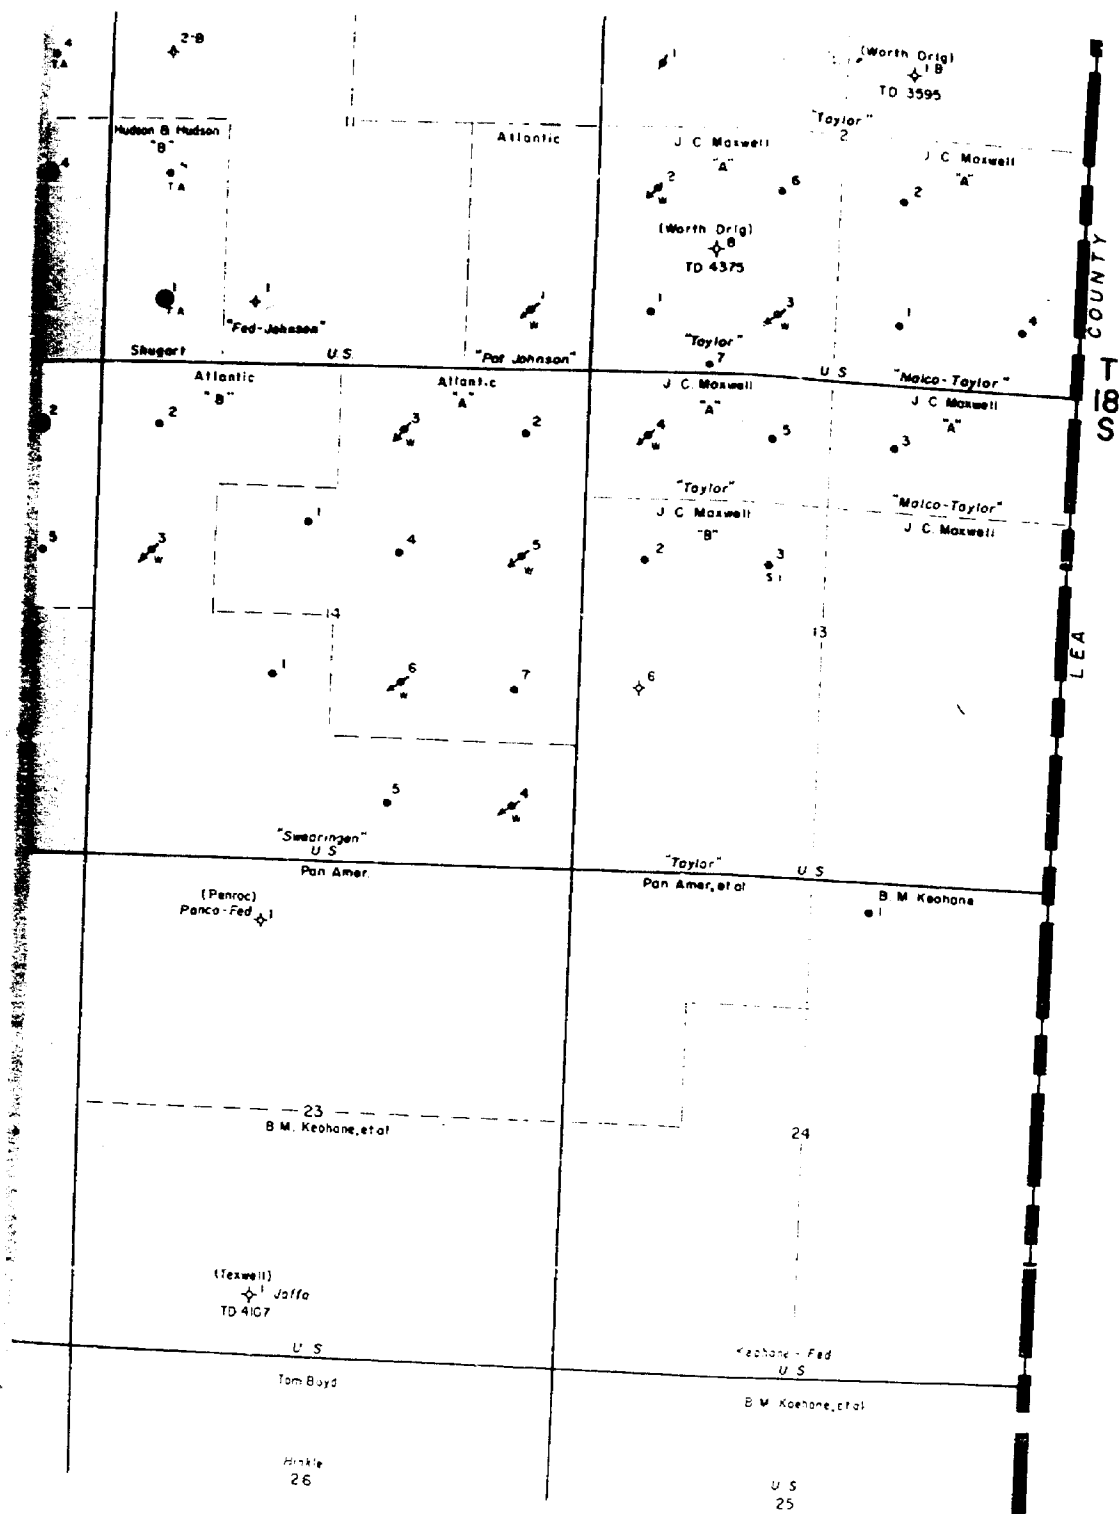 4
TA
2-B
1
(Worth Drlg)
1 B
TD 3595
"Taylor"
Hudson & Hudson
"B"
11
Atlantic
J. C. Maxwell
"A"
2
J. C. Maxwell
"A"
4
TA
2
W
6
2
(Worth Drlg)
8
TD 4375
1
TA
1
"Fed-Johnson"
1
W
1
3
W
1
4
COUNTY
Shugart
U.S.
"Pat Johnson"
"Taylor"
7
U S
"Malco-Taylor"
T
18
S
Atlantic
"B"
Atlantic
"A"
J. C. Maxwell
"A"
J. C. Maxwell
"A"
2
2
3
W
2
4
W
5
3
"Taylor"
"Malco-Taylor"
1
J. C. Maxwell
"B"
J. C. Maxwell
5
3
W
4
5
W
2
3
S I
14
13
LEA
1
6
W
7
6
5
4
W
"Swearingen"
U S
"Taylor"
U S
Pan Amer.
Pan Amer, et al
B. M. Keohane
(Penroc)
Panco-Fed
1
1
23
B. M. Keohane, et al
24
(Texwell)
1 Jaffa
TD 4107
U S
Keohane - Fed
U S
Tom Boyd
B M Koehane, et al
Hinkle
26
U S
25